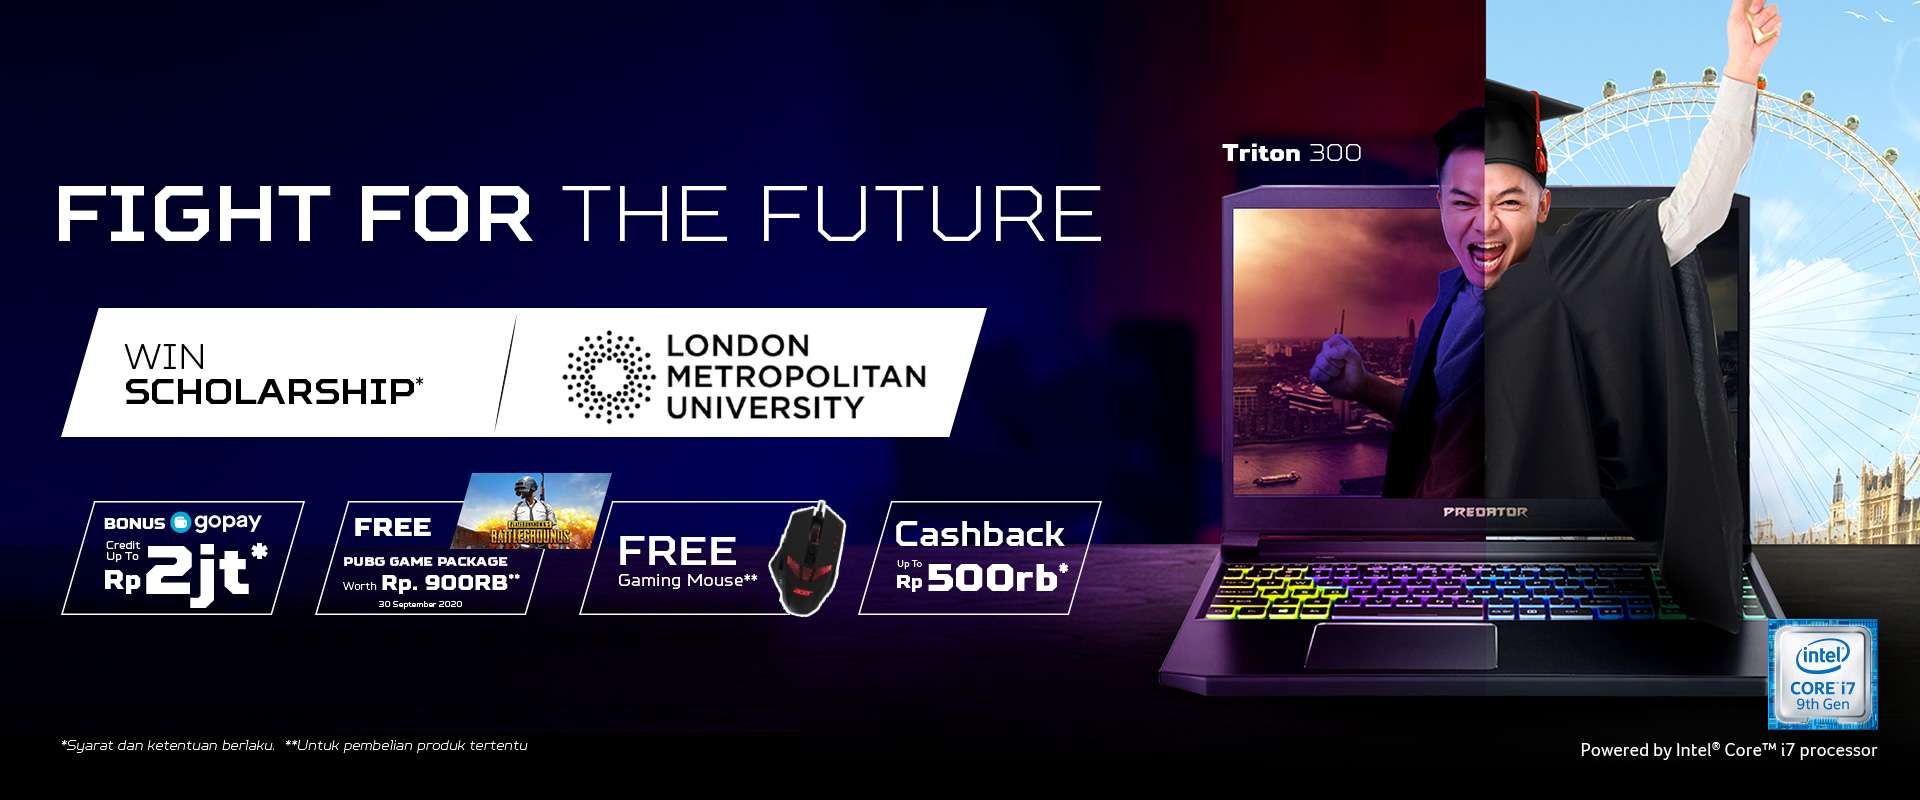 Triton 300
FIGHT FOR THE FUTURE
WIN
SCHOLARSHIP*
LONDON
METROPOLITAN
UNIVERSITY
BONUS gopay
Credit
Up To
Rp 2jt*
FREE
BATTLEGROUNDS
PUBG GAME PACKAGE
Worth Rp. 900RB**
30 September 2020
FREE
Gaming Mouse**
acer
Cashback
Up To
Rp 500rb*
PREDATOR
intel
CORE i7
9th Gen
*Syarat dan ketentuan berlaku. **Untuk pembelian produk tertentu
Powered by Intel® Core™ i7 processor